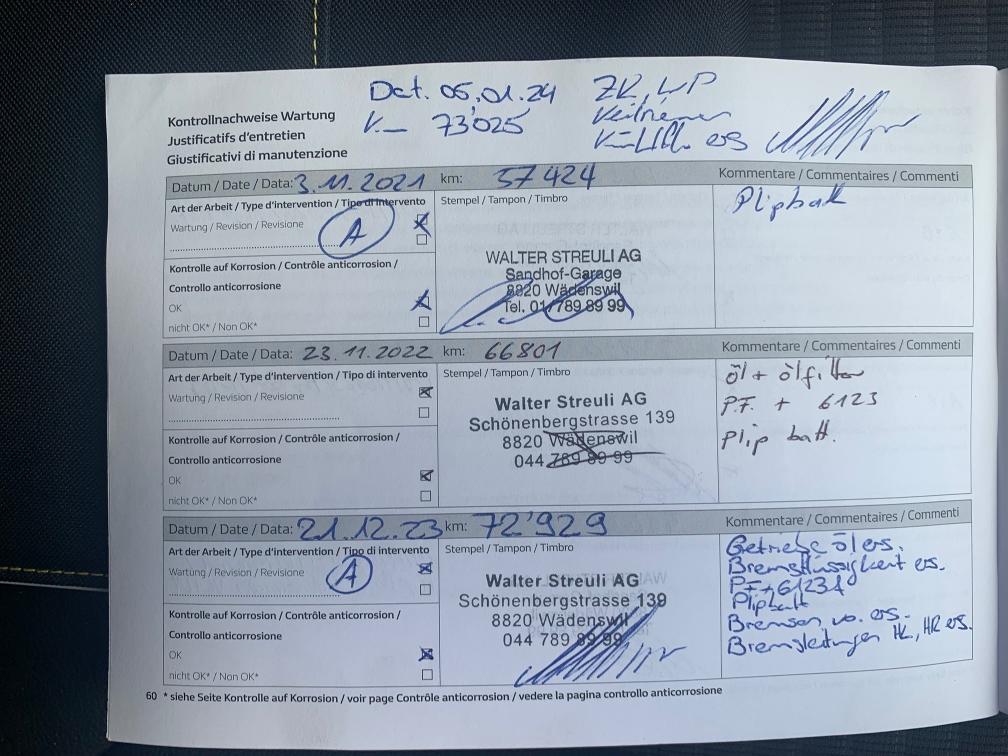 Dat. 05.01.24
K_ 73'025
ZR, WP
Keilriemen
ers
Kontrollnachweise Wartung
Justificatifs d'entretien
Giustificativi di manutenzione
Datum / Date / Data: 3.11.2021 km: 57424
Kommentare / Commentaires / Commenti
Art der Arbeit / Type d'intervention / Tipo di intervento
Stempel / Tampon / Timbro
Plipbatt
Wartung / Revision / Revisione
A
Kontrolle auf Korrosion / Contrôle anticorrosion /
Controllo anticorrosione
OK
nicht OK* / Non OK*
WALTER STREULI AG
Sandhof-Garage
8820 Wädenswil
Tel. 01/789 89 99
Datum / Date / Data: 23.11.2022 km: 66801
Kommentare / Commentaires / Commenti
Art der Arbeit / Type d'intervention / Tipo di intervento
Stempel / Tampon / Timbro
Wartung / Revision / Revisione
Kontrolle auf Korrosion / Contrôle anticorrosion /
Controllo anticorrosione
OK
nicht OK* / Non OK*
Walter Streuli AG
Schönenbergstrasse 139
8820 Wädenswil
044 789 89 99
öl + ölfilter
P.F. + 6123
Plip batt.
Datum / Date / Data: 21.12.23 km: 72'929
Kommentare / Commentaires / Commenti
Art der Arbeit / Type d'intervention / Tipo di intervento
Stempel / Tampon / Timbro
Wartung / Revision / Revisione
A
Kontrolle auf Korrosion / Contrôle anticorrosion /
Controllo anticorrosione
OK
nicht OK* / Non OK*
Walter Streuli AG
Schönenbergstrasse 139
8820 Wädenswil
044 789 89 99
Getriebe öl ers.
Bremsflüssigkeit ers.
PF + 6123A
Plipbatt
Bremsen vo. ers.
Bremsleitungen HL, HR ers.
60 * siehe Seite Kontrolle auf Korrosion / voir page Contrôle anticorrosion / vedere la pagina controllo anticorrosione